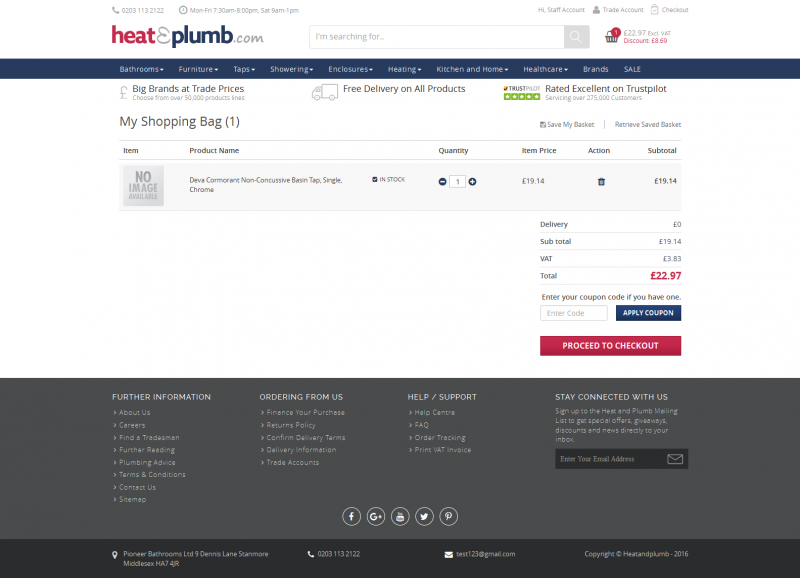 0203 113 2122
Mon-Fri 7:30am-8:00pm, Sat 9am-1pm
Hi, Staff Account
Trade Account
Checkout
heat&plumb.com
I'm searching for..
1
£22.97 Excl. VAT
Discount: £8.69
Bathrooms
Furniture
Taps
Showering
Enclosures
Heating
Kitchen and Home
Healthcare
Brands
SALE
Big Brands at Trade Prices
Choose from over 50,000 products lines
Free Delivery on All Products
TRUSTPILOT
Rated Excellent on Trustpilot
Servicing over 275,000 Customers
My Shopping Bag (1)
Save My Basket
Retrieve Saved Basket
Item
Product Name
Quantity
Item Price
Action
Subtotal
NO
IMAGE
AVAILABLE
Deva Cormorant Non-Concussive Basin Tap, Single,
Chrome
IN STOCK
1
£19.14
£19.14
Delivery £0
Sub total £19.14
VAT £3.83
Total £22.97
Enter your coupon code if you have one.
Enter Code
APPLY COUPON
PROCEED TO CHECKOUT
FURTHER INFORMATION
About Us
Careers
Find a Tradesman
Further Reading
Plumbing Advice
Terms & Conditions
Contact Us
Sitemap
ORDERING FROM US
Finance Your Purchase
Returns Policy
Confirm Delivery Terms
Delivery Information
Trade Accounts
HELP / SUPPORT
Help Centre
FAQ
Order Tracking
Print VAT Invoice
STAY CONNECTED WITH US
Sign up to the Heat and Plumb Mailing
List to get special offers, giveaways,
discounts and news directly to your
inbox.
Enter Your Email Address
Pioneer Bathrooms Ltd 9 Dennis Lane Stanmore
Middlesex HA7 4JR
0203 113 2122
test123@gmail.com
Copyright © Heatandplumb - 2016